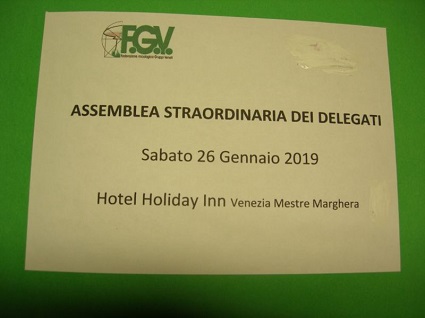 F.G.V.
ASSEMBLEA STRAORDINARIA DEI DELEGATI
Sabato 26 Gennaio 2019
Hotel Holiday Inn Venezia Mestre Marghera